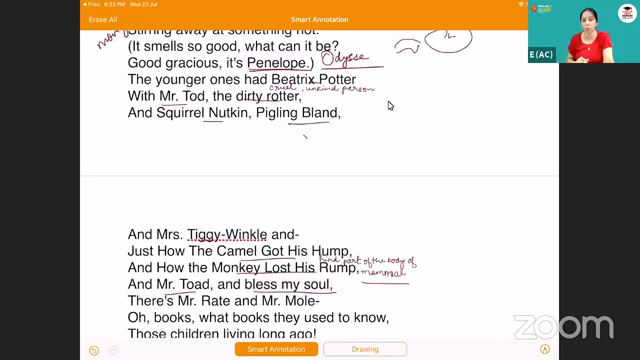 6:23 PM Wed 22 Jul
Erase All
Smart Annotation
Stirring away at something hot.
(It smells so good, what can it be?
Good gracious, it's Penelope.) Odysse
The younger ones had Beatrix Potter
cruel, unkind person
With Mr. Tod, the dirty rotter,
And Squirrel Nutkin, Pigling Bland,
And Mrs. Tiggy-Winkle and-
Just How The Camel Got His Hump,
hind part of the body of
And How the Monkey Lost His Rump,
memmal
And Mr. Toad, and bless my soul,
There's Mr. Rate and Mr. Mole-
Oh, books, what books they used to know,
Those children living long ago!
Smart Annotation
Drawing
E (AC)
zoom